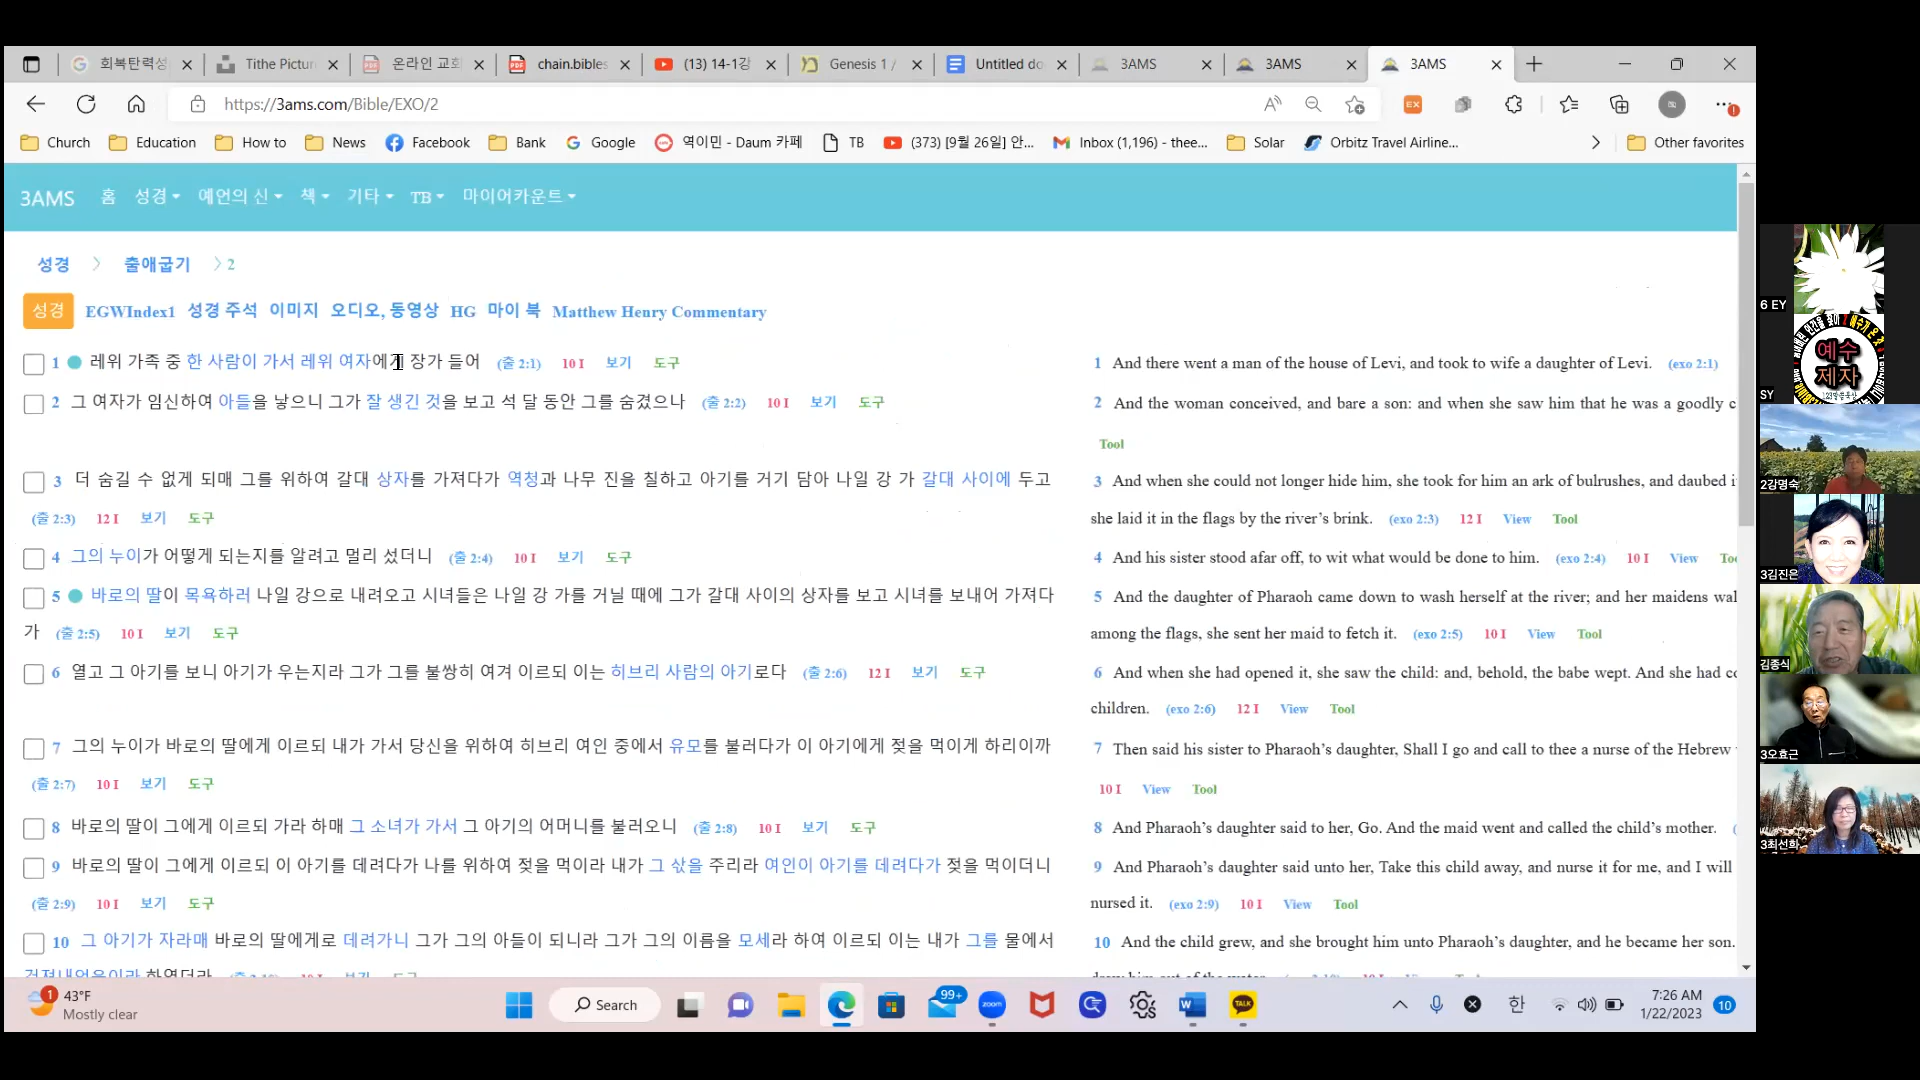 회복탄력성
Tithe Pictur
온라인 교회
chain.bibles
(13) 14-1강
Genesis 1 /
Untitled do
3AMS
3AMS
3AMS
https://3ams.com/Bible/EXO/2
Church
Education
How to
News
Facebook
Bank
Google
역이민 - Daum 카페
TB
(373) [9월 26일] 안...
Inbox (1,196) - thee...
Solar
Orbitz Travel Airline...
Other favorites
3AMS 홈 성경 예언의 신 책 기타 TB 마이어카운트
성경 > 출애굽기 > 2
성경 EGWIndex1 성경 주석 이미지 오디오, 동영상 HG 마이 북 Matthew Henry Commentary
1 레위 가족 중 한 사람이 가서 레위 여자에게 장가 들어 (출 2:1) 10 I 보기 도구
2 그 여자가 임신하여 아들을 낳으니 그가 잘 생긴 것을 보고 석 달 동안 그를 숨겼으나 (출 2:2) 10 I 보기 도구
3 더 숨길 수 없게 되매 그를 위하여 갈대 상자를 가져다가 역청과 나무 진을 칠하고 아기를 거기 담아 나일 강 가 갈대 사이에 두고
(출 2:3) 12 I 보기 도구
4 그의 누이가 어떻게 되는지를 알려고 멀리 섰더니 (출 2:4) 10 I 보기 도구
5 바로의 딸이 목욕하러 나일 강으로 내려오고 시녀들은 나일 강 가를 거닐 때에 그가 갈대 사이의 상자를 보고 시녀를 보내어 가져다
가 (출 2:5) 10 I 보기 도구
6 열고 그 아기를 보니 아기가 우는지라 그가 그를 불쌍히 여겨 이르되 이는 히브리 사람의 아기로다 (출 2:6) 12 I 보기 도구
7 그의 누이가 바로의 딸에게 이르되 내가 가서 당신을 위하여 히브리 여인 중에서 유모를 불러다가 이 아기에게 젖을 먹이게 하리이까
(출 2:7) 10 I 보기 도구
8 바로의 딸이 그에게 이르되 가라 하매 그 소녀가 가서 그 아기의 어머니를 불러오니 (출 2:8) 10 I 보기 도구
9 바로의 딸이 그에게 이르되 이 아기를 데려다가 나를 위하여 젖을 먹이라 내가 그 삯을 주리라 여인이 아기를 데려다가 젖을 먹이더니
(출 2:9) 10 I 보기 도구
10 그 아기가 자라매 바로의 딸에게로 데려가니 그가 그의 아들이 되니라 그가 그의 이름을 모세라 하여 이르되 이는 내가 그를 물에서
1 And there went a man of the house of Levi, and took to wife a daughter of Levi. (exo 2:1)
2 And the woman conceived, and bare a son: and when she saw him that he was a goodly c
Tool
3 And when she could not longer hide him, she took for him an ark of bulrushes, and daubed i
she laid it in the flags by the river's brink. (exo 2:3) 12 I View Tool
4 And his sister stood afar off, to wit what would be done to him. (exo 2:4) 10 I View Too
5 And the daughter of Pharaoh came down to wash herself at the river; and her maidens wal
among the flags, she sent her maid to fetch it. (exo 2:5) 10 I View Tool
6 And when she had opened it, she saw the child: and, behold, the babe wept. And she had c
children. (exo 2:6) 12 I View Tool
7 Then said his sister to Pharaoh's daughter, Shall I go and call to thee a nurse of the Hebrew
10 I View Tool
8 And Pharaoh's daughter said to her, Go. And the maid went and called the child's mother.
9 And Pharaoh's daughter said unto her, Take this child away, and nurse it for me, and I will
nursed it. (exo 2:9) 10 I View Tool
10 And the child grew, and she brought him unto Pharaoh's daughter, and he became her son.
6 EY
예수
제자
SY
2강명숙
3김진은
김종식
3오효근
3최선희
1
43°F
Mostly clear
Search
99+
zoom
TALK
한
7:26 AM
1/22/2023
10